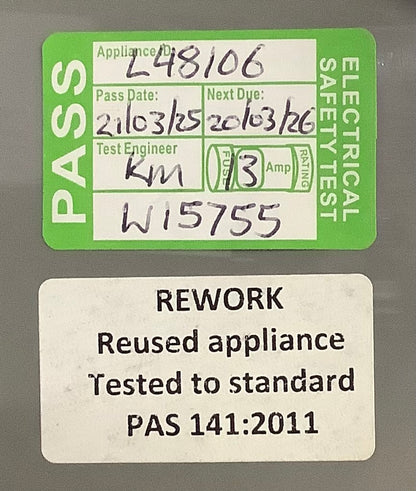 PASS
Appliance ID:
L48106
Pass Date: Next Due:
21/03/25 20/03/26
Test Engineer
KM
FUSE 13 Amp RATING
W15755
ELECTRICAL
SAFETY TEST
REWORK
Reused appliance
Tested to standard
PAS 141:2011